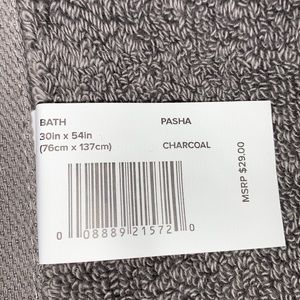 BATH PASHA
30in x 54in
(76cm x 137cm) CHARCOAL
MSRP $29.00
0 08889 21572 0